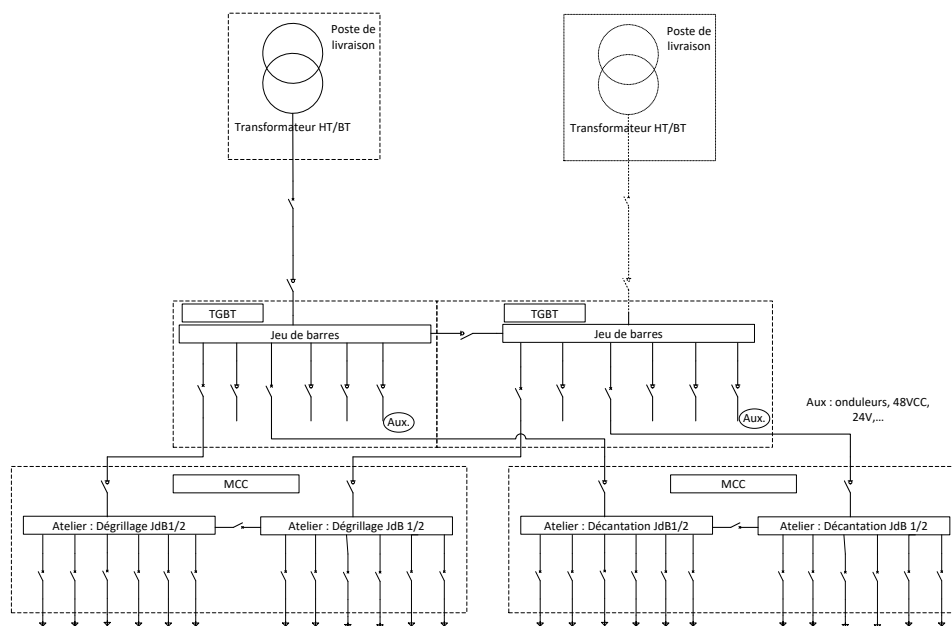 Poste de
livraison
Transformateur HT/BT
Poste de
livraison
Transformateur HT/BT
TGBT
Jeu de barres
TGBT
Jeu de barres
Aux.
Aux.
Aux : onduleurs, 48VCC,
24V,...
MCC
MCC
Atelier : Dégrillage JdB1/2
Atelier : Dégrillage JdB 1/2
Atelier : Décantation JdB1/2
Atelier : Décantation JdB 1/2